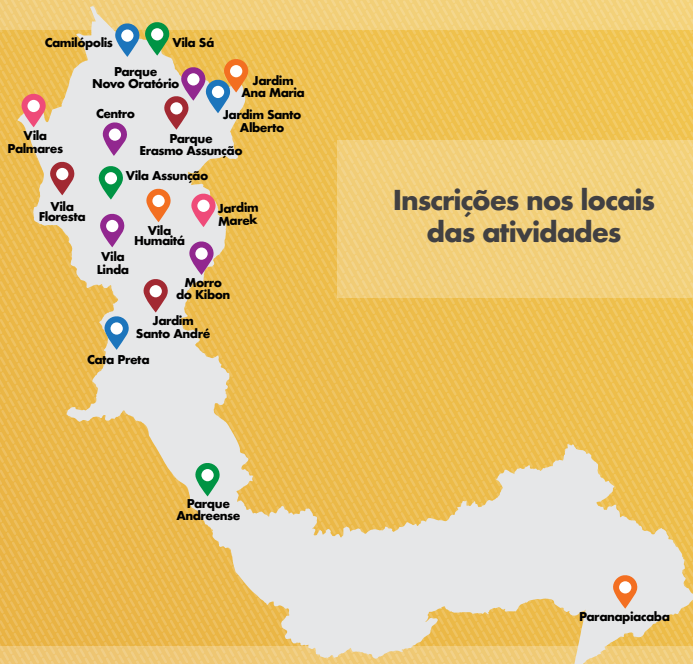 Camilópolis
Vila Sá
Parque
Novo Oratório
Jardim
Ana Maria
Jardim Santo
Alberto
Vila
Palmares
Centro
Parque
Erasmo Assunção
Vila Assunção
Vila
Floresta
Vila
Humaitá
Jardim
Marek
Vila
Linda
Morro
do Kibon
Jardim
Santo André
Cata Preta
Parque
Andreense
Paranapiacaba
Inscrições nos locais
das atividades